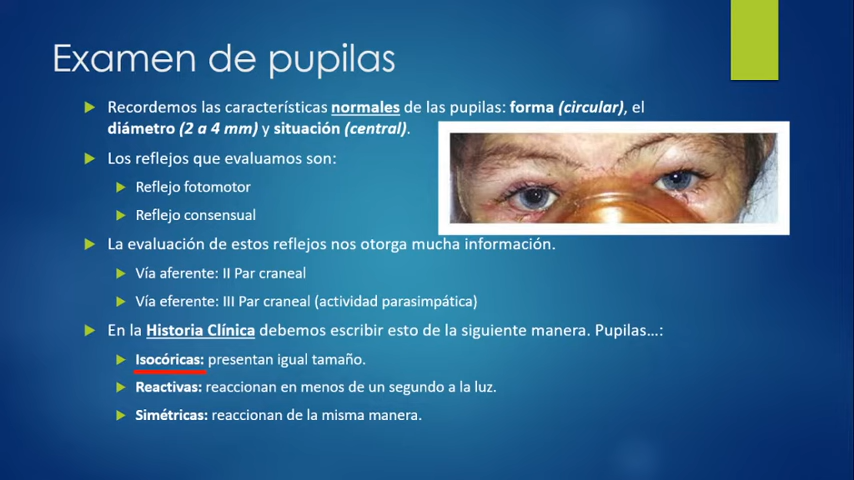 Examen de pupilas
Recordemos las características normales de las pupilas: forma (circular), el
diámetro (2 a 4 mm) y situación (central).
Los reflejos que evaluamos son:
Reflejo fotomotor
Reflejo consensual
La evaluación de estos reflejos nos otorga mucha información.
Vía aferente: II Par craneal
Vía eferente: III Par craneal (actividad parasimpática)
En la Historia Clínica debemos escribir esto de la siguiente manera. Pupilas…:
Isocóricas: presentan igual tamaño.
Reactivas: reaccionan en menos de un segundo a la luz.
Simétricas: reaccionan de la misma manera.